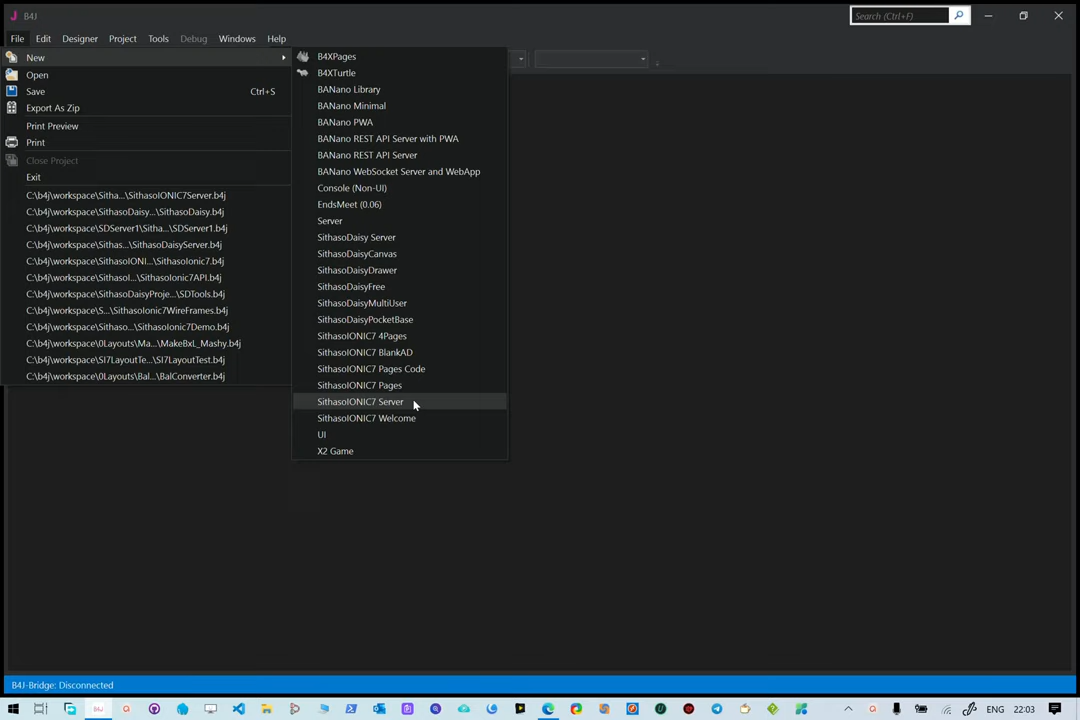 B4J
Search (Ctrl+F)
File Edit Designer Project Tools Debug Windows Help
New
Open
Save Ctrl+S
Export As Zip
Print Preview
Print
Close Project
Exit
C:\b4j\workspace\Sitha...\SithasoIONIC7Server.b4j
C:\b4j\workspace\SithasoDaisy...\SithasoDaisy.b4j
C:\b4j\workspace\SDServer1\Sitha...\SDServer1.b4j
C:\b4j\workspace\Sithas...\SithasoDaisyServer.b4j
C:\b4j\workspace\SithasoIONI...\SithasoIonic7.b4j
C:\b4j\workspace\SithasoI...\SithasoIonic7API.b4j
C:\b4j\workspace\SithasoDaisyProje...\SDTools.b4j
C:\b4j\workspace\S...\SithasoIonic7WireFrames.b4j
C:\b4j\workspace\Sithaso...\SithasoIonic7Demo.b4j
C:\b4j\workspace\0Layouts\Ma...\MakeBxL_Mashy.b4j
C:\b4j\workspace\SI7LayoutTe...\SI7LayoutTest.b4j
C:\b4j\workspace\0Layouts\Bal...\BalConverter.b4j
B4XPages
B4XTurtle
BANano Library
BANano Minimal
BANano PWA
BANano REST API Server with PWA
BANano REST API Server
BANano WebSocket Server and WebApp
Console (Non-UI)
EndsMeet (0.06)
Server
SithasoDaisy Server
SithasoDaisyCanvas
SithasoDaisyDrawer
SithasoDaisyFree
SithasoDaisyMultiUser
SithasoDaisyPocketBase
SithasoIONIC7 4Pages
SithasoIONIC7 BlankAD
SithasoIONIC7 Pages Code
SithasoIONIC7 Pages
SithasoIONIC7 Server
SithasoIONIC7 Welcome
UI
X2 Game
B4J-Bridge: Disconnected
ENG 22:03